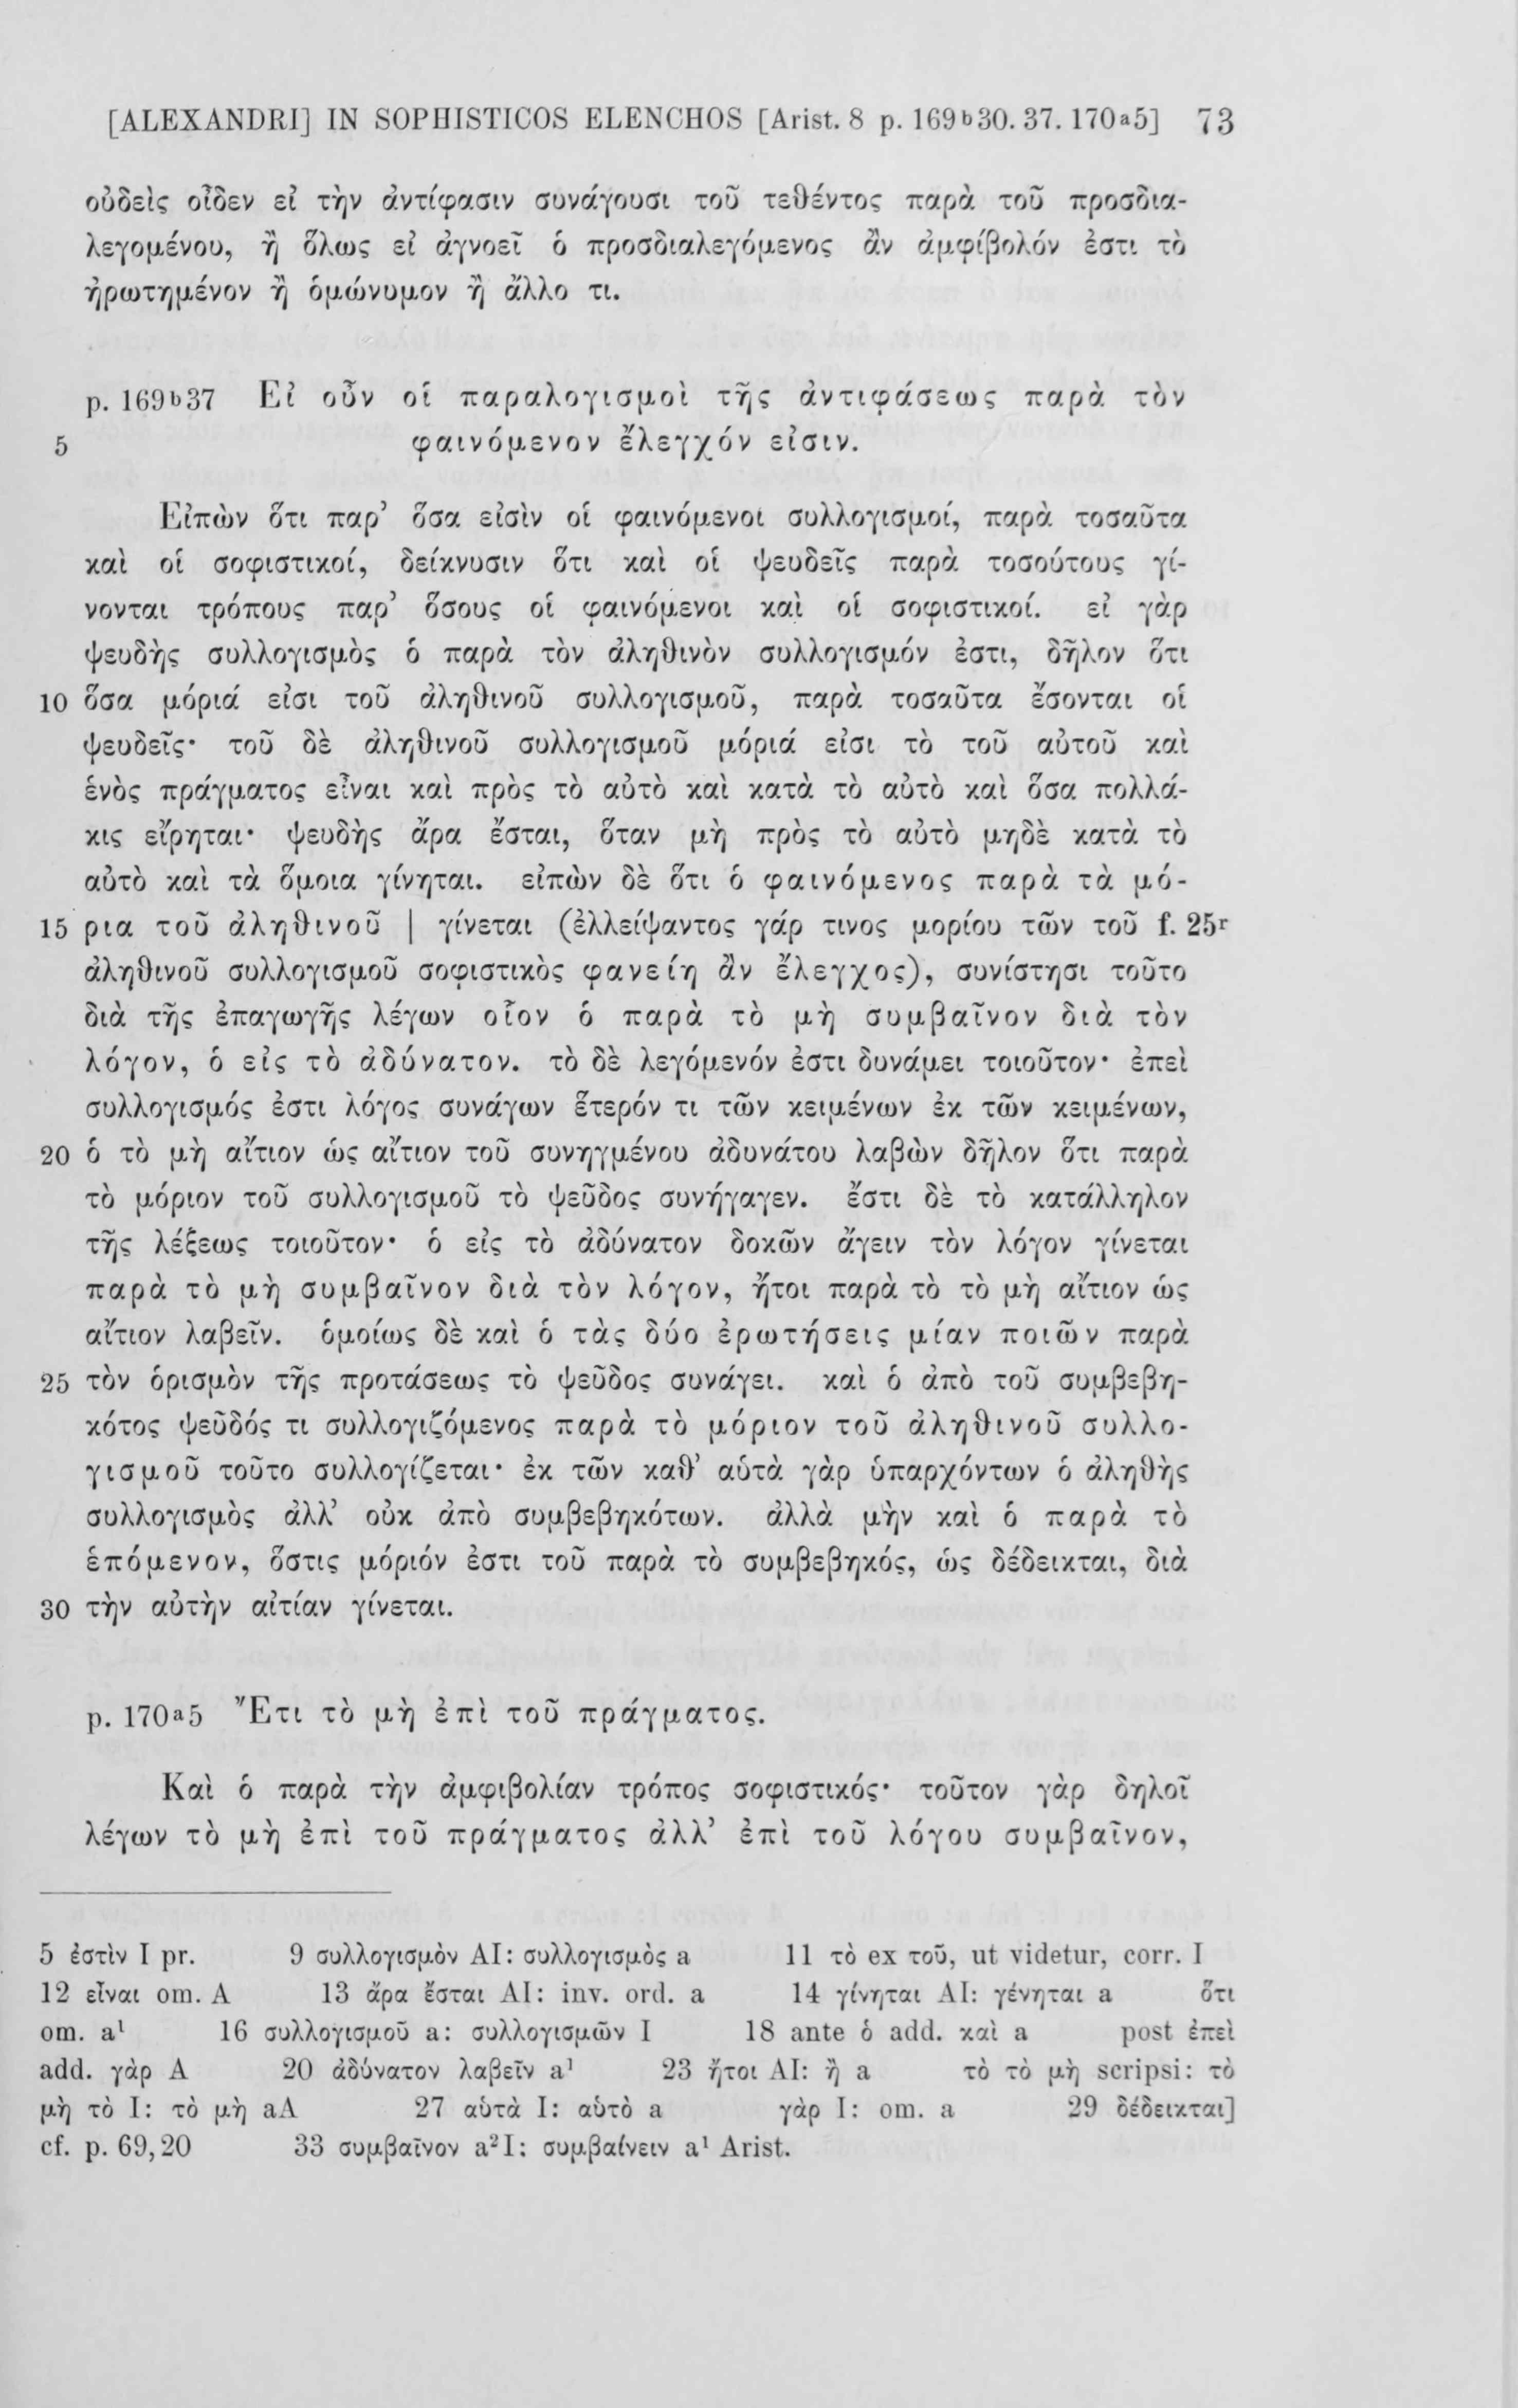 [ALEXANDRI] IN SOPHISTICOS ELENCHOS [Arist. 8 p. 169ᵇ30. 37. 170ᵃ5] 73
οὐδεὶς οἶδεν εἰ τὴν ἀντίφασιν συνάγουσι τοῦ τεθέντος παρὰ τοῦ προσδια-
λεγομένου, ἢ ὅλως εἰ ἀγνοεῖ ὁ προσδιαλεγόμενος ἂν ἀμφίβολόν ἐστι τὸ
ἠρωτημένον ἢ ὁμώνυμον ἢ ἄλλο τι.
p. 169ᵇ37 Εἰ οὖν οἱ παραλογισμοὶ τῆς ἀντιφάσεως παρὰ τὸν
5 φαινόμενον ἔλεγχόν εἰσιν.
Εἰπὼν ὅτι παρ’ ὅσα εἰσὶν οἱ φαινόμενοι συλλογισμοί, παρὰ τοσαῦτα
καὶ οἱ σοφιστικοί, δείκνυσιν ὅτι καὶ οἱ ψευδεῖς παρὰ τοσούτους γί-
νονται τρόπους παρ’ ὅσους οἱ φαινόμενοι καὶ οἱ σοφιστικοί. εἰ γὰρ
ψευδὴς συλλογισμὸς ὁ παρὰ τὸν ἀληθινὸν συλλογισμόν ἐστι, δῆλον ὅτι
10 ὅσα μόριά εἰσι τοῦ ἀληθινοῦ συλλογισμοῦ, παρὰ τοσαῦτα ἔσονται οἱ
ψευδεῖς· τοῦ δὲ ἀληθινοῦ συλλογισμοῦ μόριά εἰσι τὸ τοῦ αὐτοῦ καὶ
ἑνὸς πράγματος εἶναι καὶ πρὸς τὸ αὐτὸ καὶ κατὰ τὸ αὐτὸ καὶ ὅσα πολλά-
κις εἴρηται· ψευδὴς ἄρα ἔσται, ὅταν μὴ πρὸς τὸ αὐτὸ μηδὲ κατὰ τὸ
αὐτὸ καὶ τὰ ὅμοια γίνηται. εἰπὼν δὲ ὅτι ὁ φαινόμενος παρὰ τὰ μό-
15 ρια τοῦ ἀληθινοῦ | γίνεται (ἐλλείψαντος γάρ τινος μορίου τῶν τοῦ f. 25ʳ
ἀληθινοῦ συλλογισμοῦ σοφιστικὸς φανείη ἂν ἔλεγχος), συνίστησι τοῦτο
διὰ τῆς ἐπαγωγῆς λέγων οἷον ὁ παρὰ τὸ μὴ συμβαῖνον διὰ τὸν
λόγον, ὁ εἰς τὸ ἀδύνατον. τὸ δὲ λεγόμενόν ἐστι δυνάμει τοιοῦτον· ἐπεὶ
συλλογισμός ἐστι λόγος συνάγων ἕτερόν τι τῶν κειμένων ἐκ τῶν κειμένων,
20 ὁ τὸ μὴ αἴτιον ὡς αἴτιον τοῦ συνηγμένου ἀδυνάτου λαβὼν δῆλον ὅτι παρὰ
τὸ μόριον τοῦ συλλογισμοῦ τὸ ψεῦδος συνήγαγεν. ἔστι δὲ τὸ κατάλληλον
τῆς λέξεως τοιοῦτον· ὁ εἰς τὸ ἀδύνατον δοκῶν ἄγειν τὸν λόγον γίνεται
παρὰ τὸ μὴ συμβαῖνον διὰ τὸν λόγον, ἤτοι παρὰ τὸ τὸ μὴ αἴτιον ὡς
αἴτιον λαβεῖν. ὁμοίως δὲ καὶ ὁ τὰς δύο ἐρωτήσεις μίαν ποιῶν παρὰ
25 τὸν ὁρισμὸν τῆς προτάσεως τὸ ψεῦδος συνάγει. καὶ ὁ ἀπὸ τοῦ συμβεβη-
κότος ψεῦδός τι συλλογιζόμενος παρὰ τὸ μόριον τοῦ ἀληθινοῦ συλλο-
γισμοῦ τοῦτο συλλογίζεται· ἐκ τῶν καθ’ αὑτὰ γὰρ ὑπαρχόντων ὁ ἀληθὴς
συλλογισμὸς ἀλλ’ οὐκ ἀπὸ συμβεβηκότων. ἀλλὰ μὴν καὶ ὁ παρὰ τὸ
ἑπόμενον, ὅστις μόριόν ἐστι τοῦ παρὰ τὸ συμβεβηκός, ὡς δέδεικται, διὰ
30 τὴν αὐτὴν αἰτίαν γίνεται.
p. 170ᵃ5 Ἔτι τὸ μὴ ἐπὶ τοῦ πράγματος.
Καὶ ὁ παρὰ τὴν ἀμφιβολίαν τρόπος σοφιστικός· τοῦτον γὰρ δηλοῖ
λέγων τὸ μὴ ἐπὶ τοῦ πράγματος ἀλλ’ ἐπὶ τοῦ λόγου συμβαῖνον,
5 ἐστὶν I pr. 9 συλλογισμὸν AI: συλλογισμὸς a 11 τὸ ex τοῦ, ut videtur, corr. I
12 εἶναι om. A 13 ἄρα ἔσται AI: inv. ord. a 14 γίνηται AI: γένηται a ὅτι
om. a¹ 16 συλλογισμοῦ a: συλλογισμῶν I 18 ante ὁ add. καὶ a post ἐπεὶ
add. γὰρ A 20 ἀδύνατον λαβεῖν a¹ 23 ἤτοι AI: ἢ a τὸ τὸ μὴ scripsi: τὸ
μὴ τὸ I: τὸ μὴ aA 27 αὑτὰ I: αὑτὸ a γὰρ I: om. a 29 δέδεικται]
cf. p. 69,20 33 συμβαῖνον a²I: συμβαίνειν a¹ Arist.